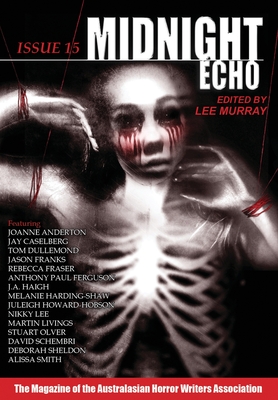 ISSUE 15
MIDNIGHT
ECHO
EDITED BY
LEE MURRAY
Featuring
JOANNE ANDERTON
JAY CASELBERG
TOM DULLEMOND
JASON FRANKS
REBECCA FRASER
ANTHONY PAUL FERGUSON
J.A. HAIGH
MELANIE HARDING-SHAW
JULEIGH HOWARD-HOBSON
NIKKY LEE
MARTIN LIVINGS
STUART OLVER
DAVID SCHEMBRI
DEBORAH SHELDON
ALISSA SMITH
The Magazine of the Australasian Horror Writers Association